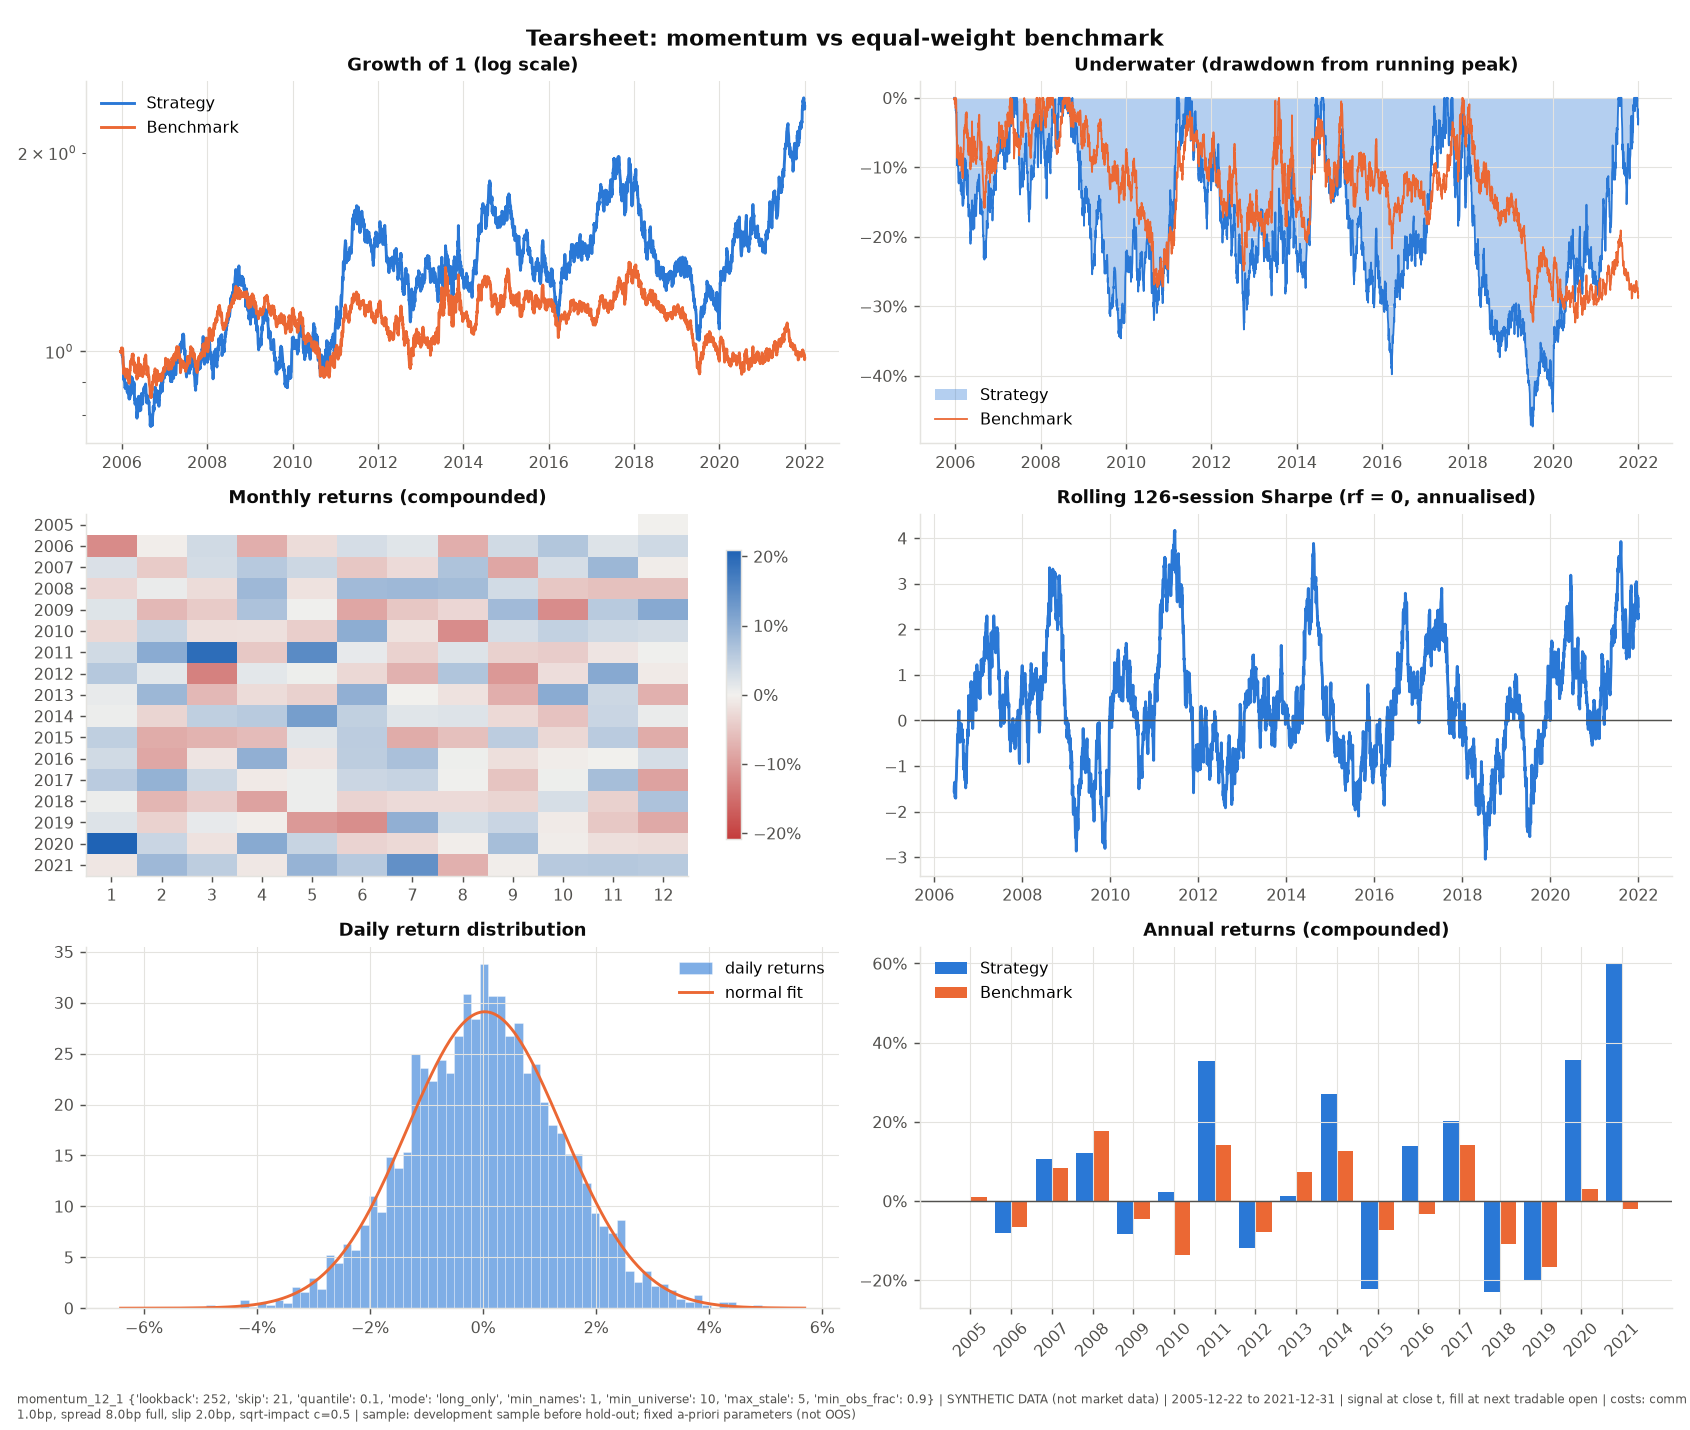 Tearsheet: momentum vs equal-weight benchmark
Growth of 1 (log scale)
Strategy
Benchmark
2 × 10⁰
10⁰
2006 2008 2010 2012 2014 2016 2018 2020 2022
Underwater (drawdown from running peak)
0%
−10%
−20%
−30%
−40%
Strategy
Benchmark
2006 2008 2010 2012 2014 2016 2018 2020 2022
Monthly returns (compounded)
2005
2006
2007
2008
2009
2010
2011
2012
2013
2014
2015
2016
2017
2018
2019
2020
2021
1 2 3 4 5 6 7 8 9 10 11 12
20%
10%
0%
−10%
−20%
Rolling 126-session Sharpe (rf = 0, annualised)
4
3
2
1
0
−1
−2
−3
2006 2008 2010 2012 2014 2016 2018 2020 2022
Daily return distribution
35
30
25
20
15
10
5
0
daily returns
normal fit
−6% −4% −2% 0% 2% 4% 6%
Annual returns (compounded)
60%
40%
20%
0%
−20%
Strategy
Benchmark
2005 2006 2007 2008 2009 2010 2011 2012 2013 2014 2015 2016 2017 2018 2019 2020 2021
momentum_12_1 {'lookback': 252, 'skip': 21, 'quantile': 0.1, 'mode': 'long_only', 'min_names': 1, 'min_universe': 10, 'max_stale': 5, 'min_obs_frac': 0.9} | SYNTHETIC DATA (not market data) | 2005-12-22 to 2021-12-31 | signal at close t, fill at next tradable open | costs: comm
1.0bp, spread 8.0bp full, slip 2.0bp, sqrt-impact c=0.5 | sample: development sample before hold-out; fixed a-priori parameters (not OOS)